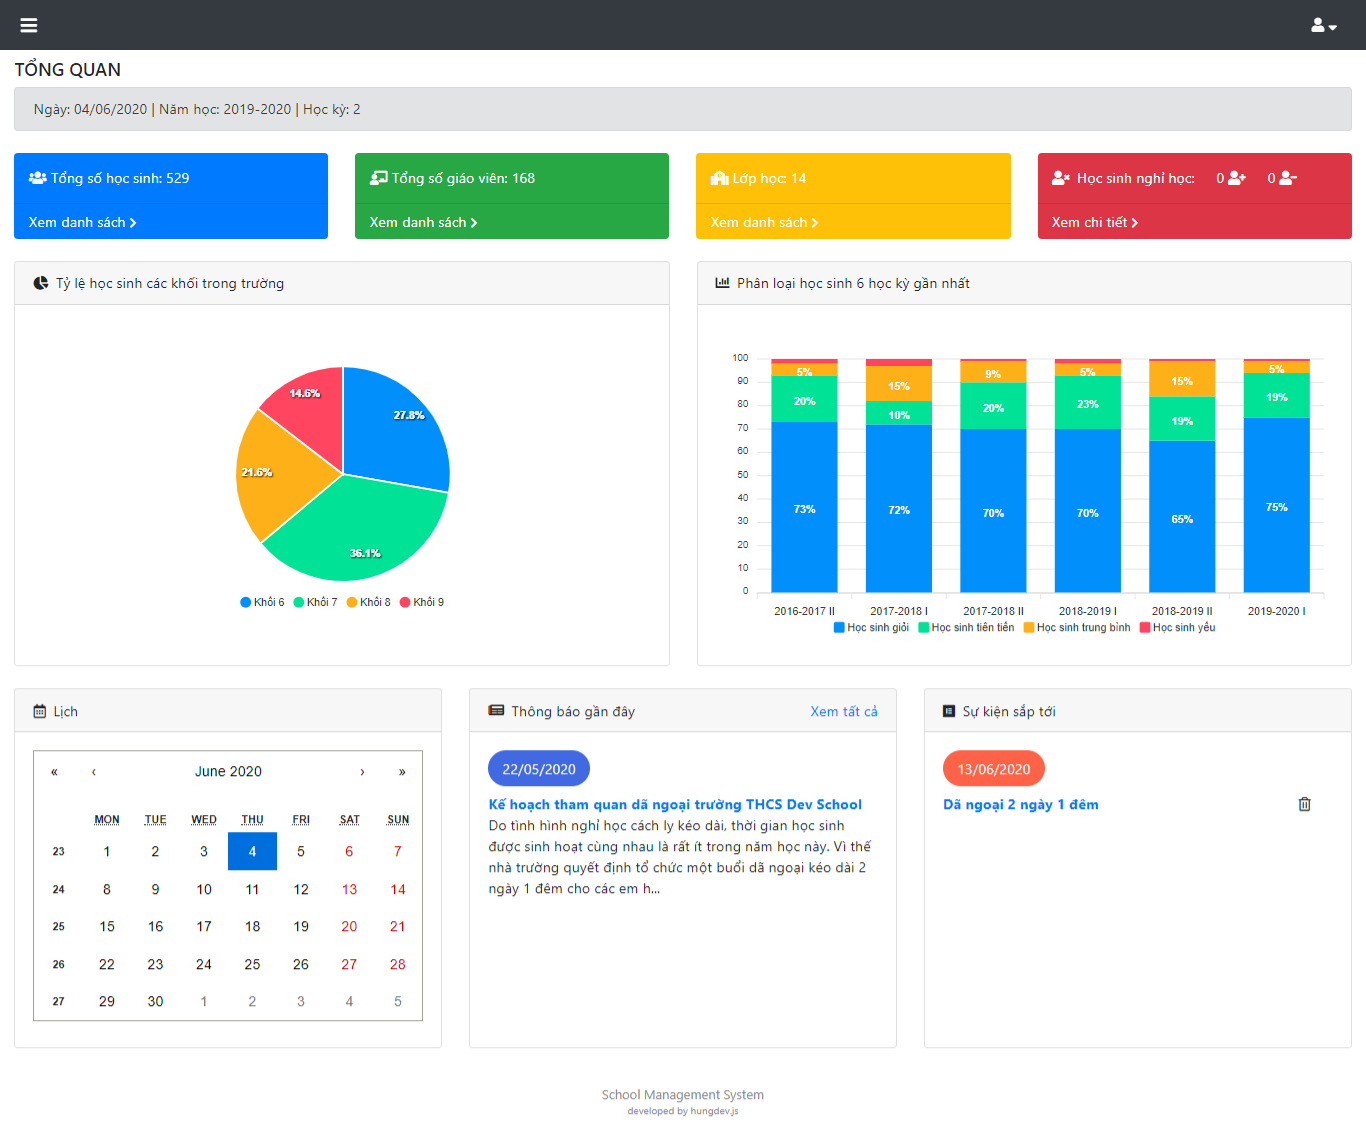 TỔNG QUAN
Ngày: 04/06/2020 | Năm học: 2019-2020 | Học kỳ: 2
Tổng số học sinh: 529
Xem danh sách
Tổng số giáo viên: 168
Xem danh sách
Lớp học: 14
Xem danh sách
Học sinh nghỉ học: 0 0
Xem chi tiết
Tỷ lệ học sinh các khối trong trường
14.6%
27.8%
21.6%
36.1%
Khối 6 Khối 7 Khối 8 Khối 9
Phân loại học sinh 6 học kỳ gần nhất
100
90
80
70
60
50
40
30
20
10
0
5% 15% 9% 5% 15% 5%
20% 10% 20% 23% 19% 19%
73% 72% 70% 70% 65% 75%
2016-2017 II 2017-2018 I 2017-2018 II 2018-2019 I 2018-2019 II 2019-2020 I
Học sinh giỏi Học sinh tiên tiến Học sinh trung bình Học sinh yếu
Lịch
« ‹ June 2020 › »
MON TUE WED THU FRI SAT SUN
23 1 2 3 4 5 6 7
24 8 9 10 11 12 13 14
25 15 16 17 18 19 20 21
26 22 23 24 25 26 27 28
27 29 30 1 2 3 4 5
Thông báo gần đây Xem tất cả
22/05/2020
Kế hoạch tham quan dã ngoại trường THCS Dev School
Do tình hình nghỉ học cách ly kéo dài, thời gian học sinh
được sinh hoạt cùng nhau là rất ít trong năm học này. Vì thế
nhà trường quyết định tổ chức một buổi dã ngoại kéo dài 2
ngày 1 đêm cho các em h...
Sự kiện sắp tới
13/06/2020
Dã ngoại 2 ngày 1 đêm
School Management System
developed by hungdev.js